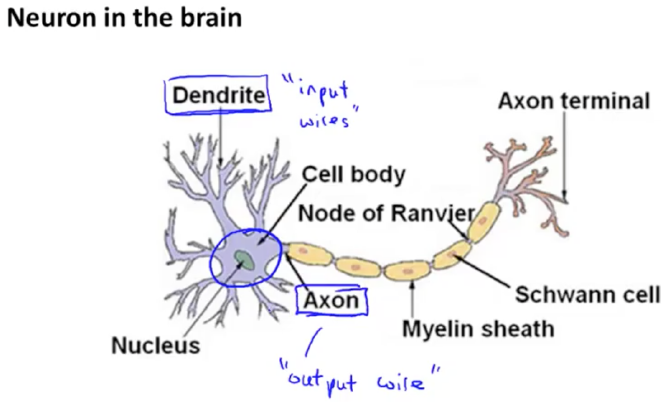 Neuron in the brain
Dendrite
"input
wires"
Axon terminal
Cell body
Node of Ranvier
Axon
Schwann cell
Myelin sheath
Nucleus
"output wire"